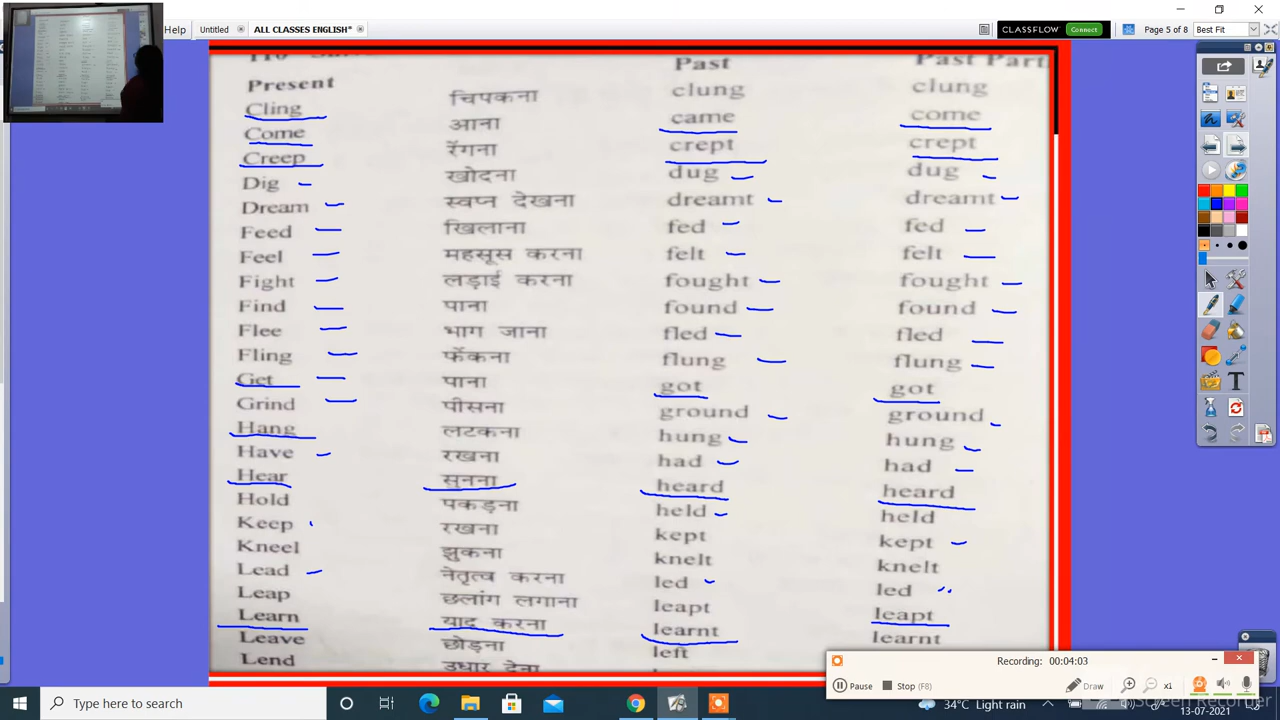 Help
Untitled
ALL CLASSES ENGLISH*
CLASSFLOW
Connect
Page 5 of 8
Best Fit
Present Past Past Part
Cling चिपकना clung clung
Come आना came come
Creep रेंगना crept crept
Dig खोदना dug dug
Dream स्वप्न देखना dreamt dreamt
Feed खिलाना fed fed
Feel महसूस करना felt felt
Fight लड़ाई करना fought fought
Find पाना found found
Flee भाग जाना fled fled
Fling फेंकना flung flung
Get पाना got got
Grind पीसना ground ground
Hang लटकना hung hung
Have रखना had had
Hear सुनना heard heard
Hold पकड़ना held held
Keep रखना kept kept
Kneel झुकना knelt knelt
Lead नेतृत्व करना led led
Leap छलांग लगाना leapt leapt
Learn याद करना learnt learnt
Leave छोड़ना left
Lend उधार देना
Recording: 00:04:03
Pause
Stop (F8)
Draw
x1
Type here to search
34°C Light rain
13-07-2021
Screen Recorder